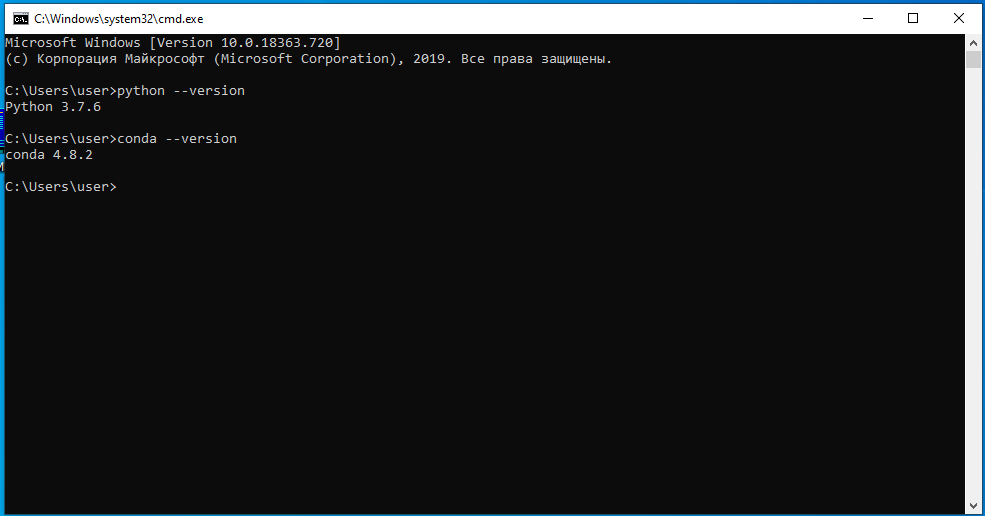 C:\Windows\system32\cmd.exe
Microsoft Windows [Version 10.0.18363.720]
(c) Корпорация Майкрософт (Microsoft Corporation), 2019. Все права защищены.
C:\Users\user>python --version
Python 3.7.6
C:\Users\user>conda --version
conda 4.8.2
C:\Users\user>